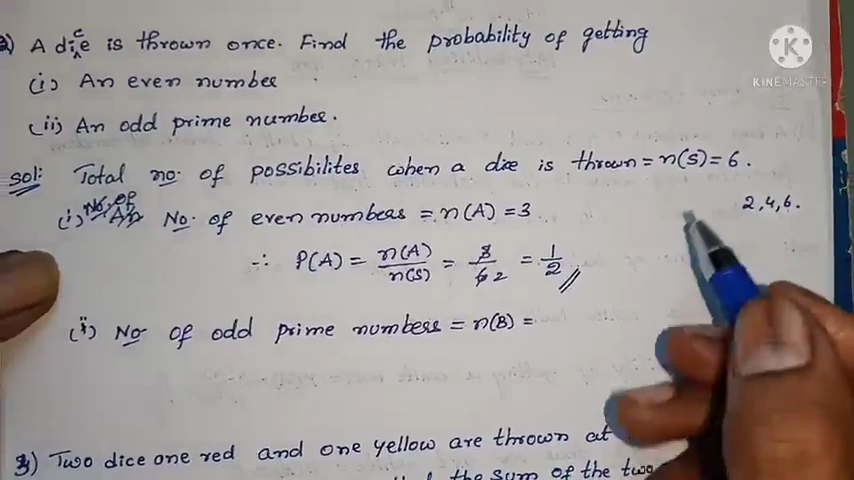 2) A dice is thrown once. Find the probability of getting
KINEMASTER
(i) An even number
(ii) An odd prime number.
Sol: Total no. of possibilites when a dice is thrown = n(S) = 6.
2,4,6.
(i) No. of even numbers = n(A) = 3
∴ P(A) = n(A)/n(S) = 3/6 2 = 1/2 //
(ii) No of odd prime numbers = n(B) =
3) Two dice one red and one yellow are thrown at
the sum of the two